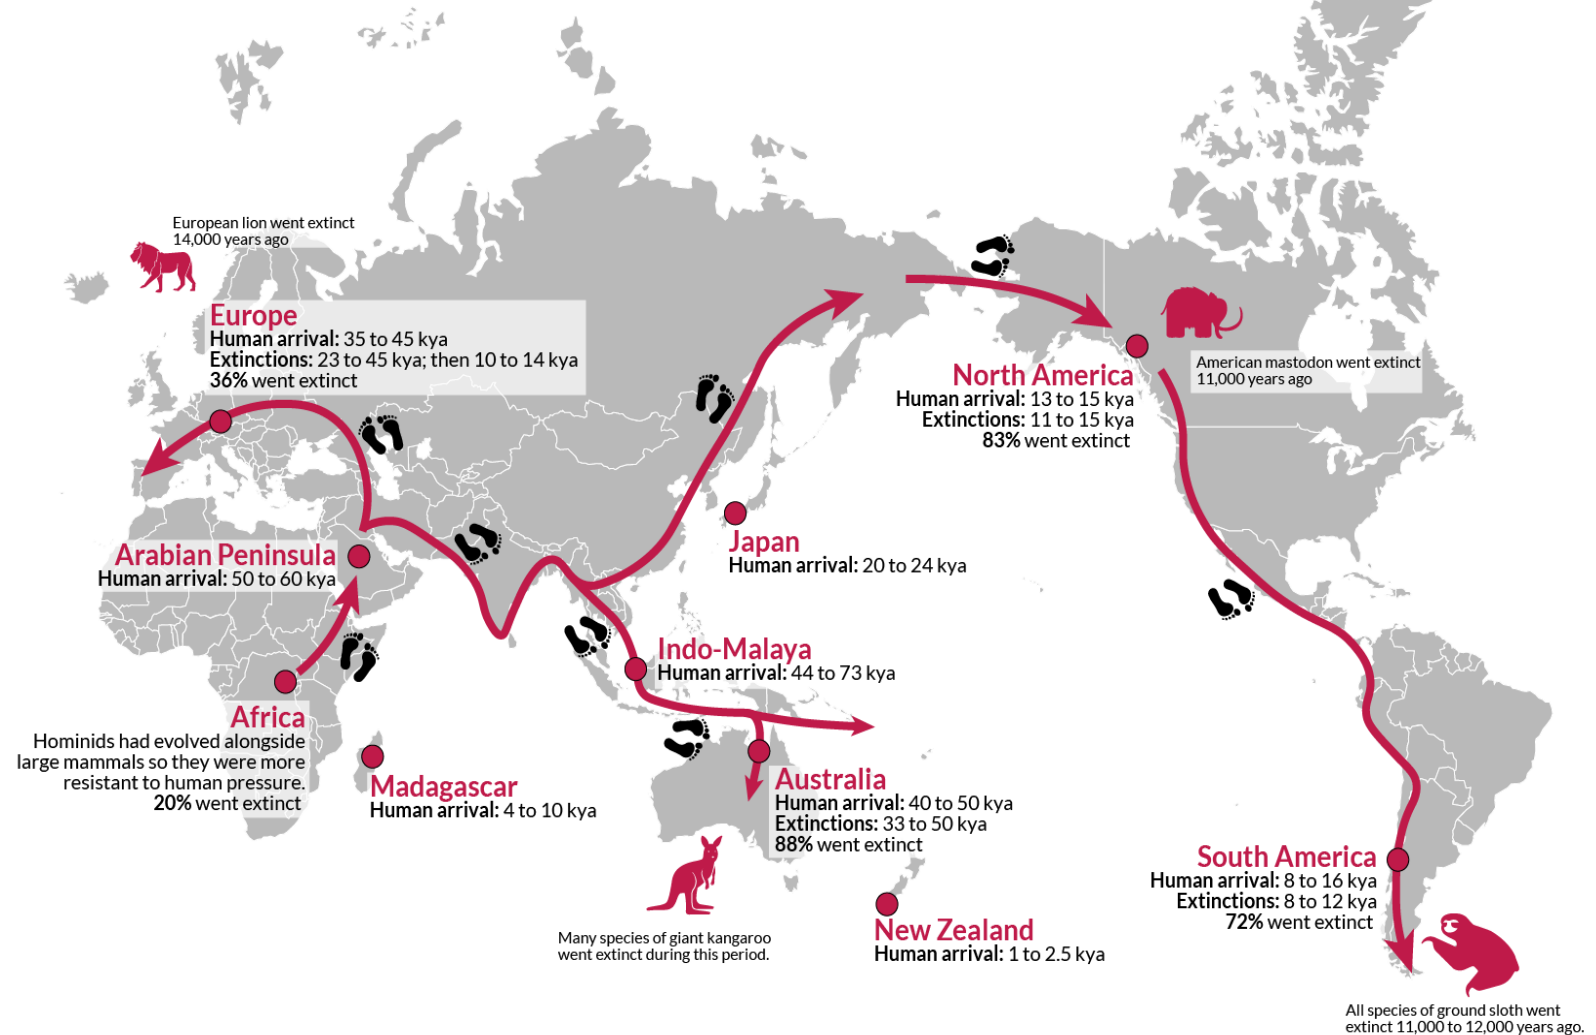 European lion went extinct
14,000 years ago
Europe
Human arrival: 35 to 45 kya
Extinctions: 23 to 45 kya; then 10 to 14 kya
36% went extinct
American mastodon went extinct
11,000 years ago
North America
Human arrival: 13 to 15 kya
Extinctions: 11 to 15 kya
83% went extinct
Arabian Peninsula
Human arrival: 50 to 60 kya
Japan
Human arrival: 20 to 24 kya
Indo-Malaya
Human arrival: 44 to 73 kya
Africa
Hominids had evolved alongside
large mammals so they were more
resistant to human pressure.
20% went extinct
Madagascar
Human arrival: 4 to 10 kya
Australia
Human arrival: 40 to 50 kya
Extinctions: 33 to 50 kya
88% went extinct
Many species of giant kangaroo
went extinct during this period.
New Zealand
Human arrival: 1 to 2.5 kya
South America
Human arrival: 8 to 16 kya
Extinctions: 8 to 12 kya
72% went extinct
All species of ground sloth went
extinct 11,000 to 12,000 years ago.